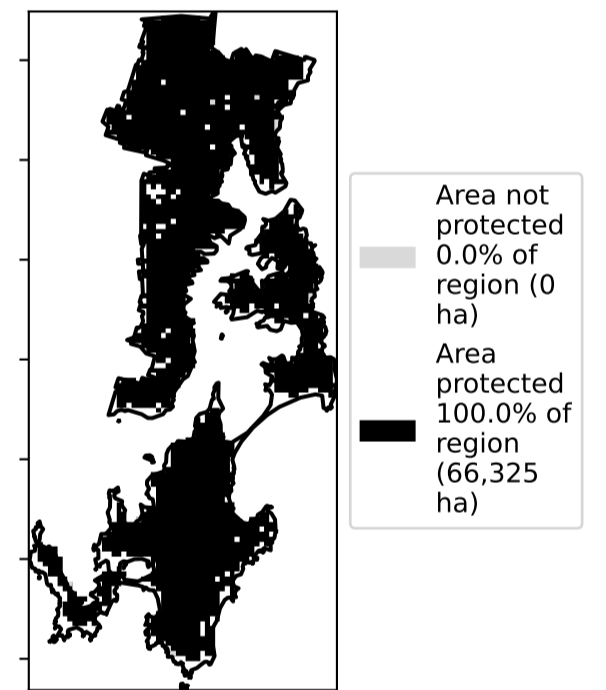 Area not
protected
0.0% of
region (0
ha)
Area
protected
100.0% of
region
(66,325
ha)